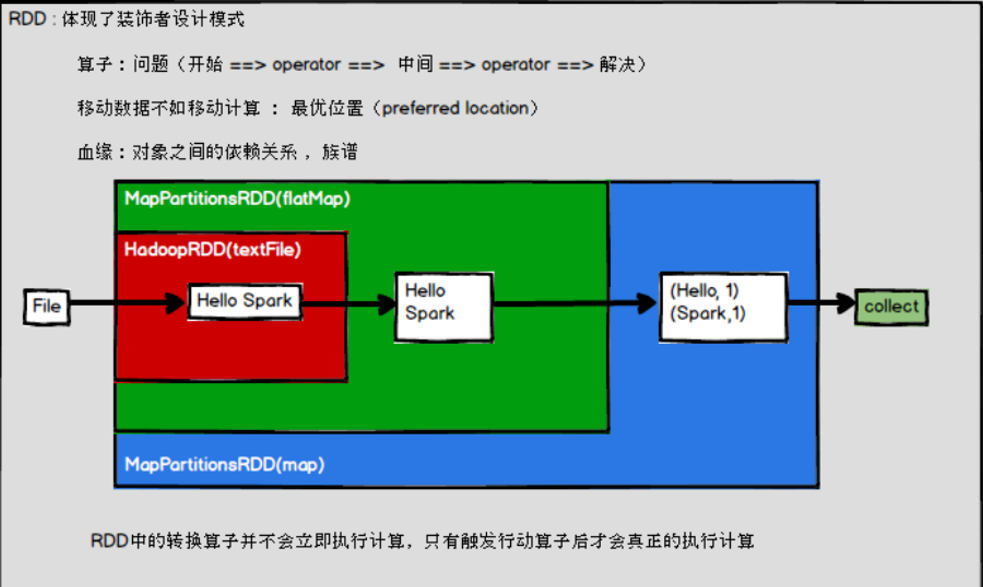 RDD : 体现了装饰者设计模式
算子：问题（开始 ==> operator ==> 中间 ==> operator ==> 解决）
移动数据不如移动计算 ： 最优位置（preferred location）
血缘：对象之间的依赖关系 ，族谱
MapPartitionsRDD(flatMap)
HadoopRDD(textFile)
File
Hello Spark
Hello
Spark
(Hello, 1)
(Spark,1)
collect
MapPartitionsRDD(map)
RDD中的转换算子并不会立即执行计算，只有触发行动算子后才会真正的执行计算